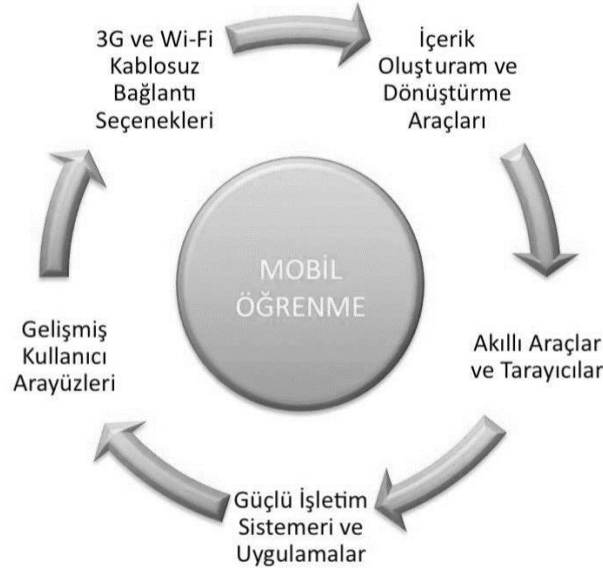 3G ve Wi-Fi
Kablosuz
Bağlantı
Seçenekleri
İçerik
Oluşturam ve
Dönüştürme
Araçları
MOBİL
ÖĞRENME
Gelişmiş
Kullanıcı
Arayüzleri
Akıllı Araçlar
ve Tarayıcılar
Güçlü İşletim
Sistemeri ve
Uygulamalar